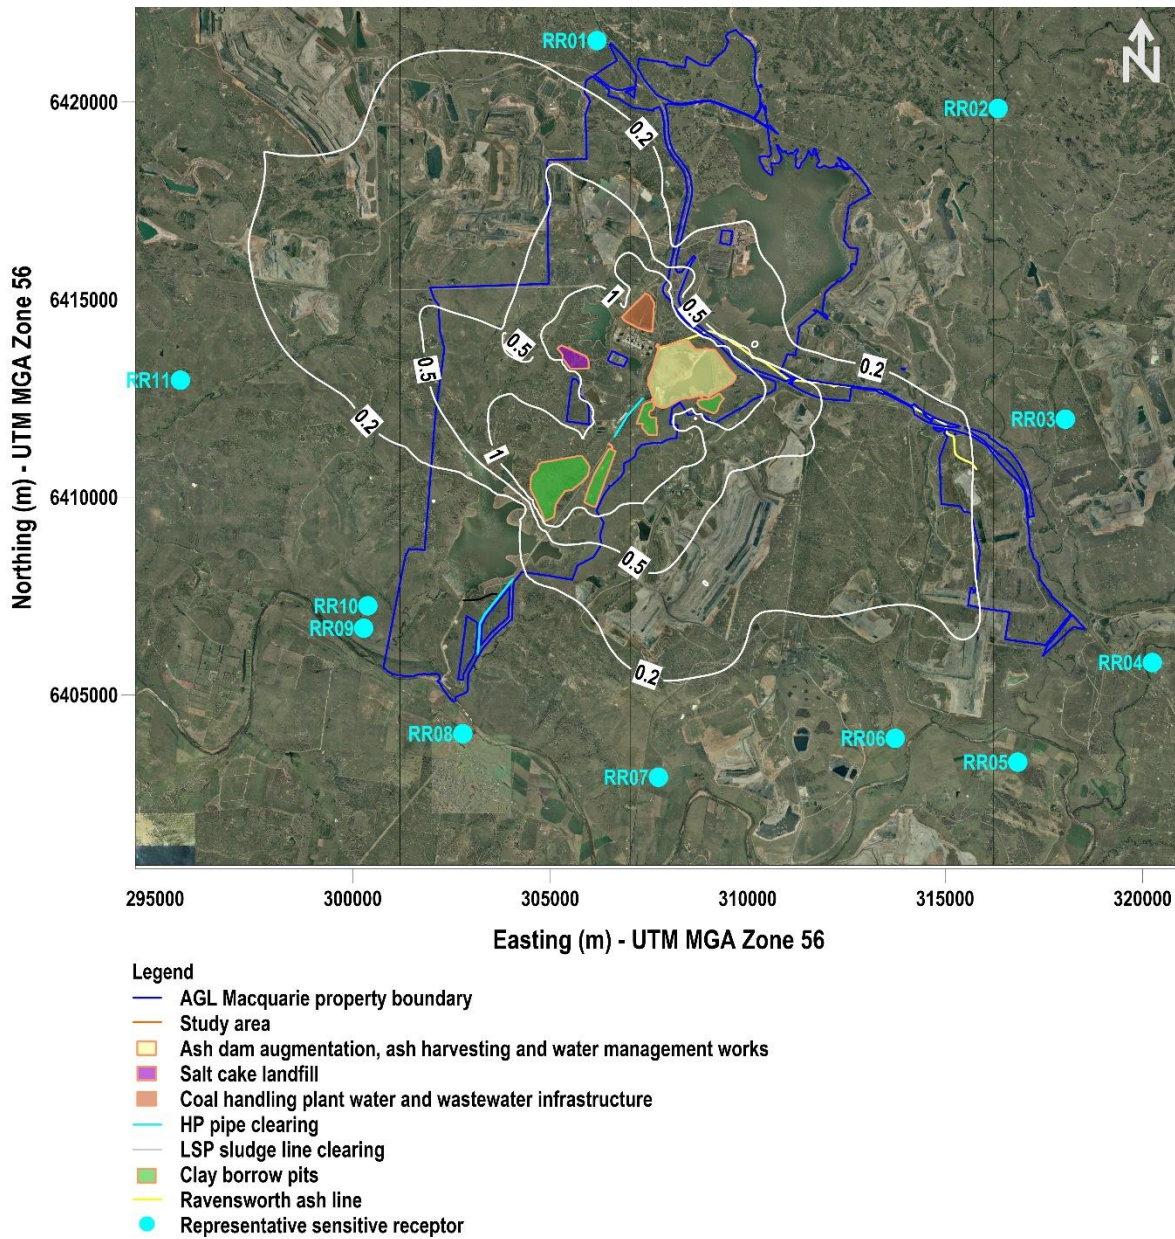 N
RR01
6420000
RR02
0.2
6415000
1
0.5
0.5
0.5
0.2
RR11
0.2
RR03
1
6410000
0.5
RR10
RR09
0.2
6405000
RR04
RR08
RR06
RR05
RR07
Northing (m) - UTM MGA Zone 56
295000 300000 305000 310000 315000 320000
Easting (m) - UTM MGA Zone 56
Legend
AGL Macquarie property boundary
Study area
Ash dam augmentation, ash harvesting and water management works
Salt cake landfill
Coal handling plant water and wastewater infrastructure
HP pipe clearing
LSP sludge line clearing
Clay borrow pits
Ravensworth ash line
Representative sensitive receptor